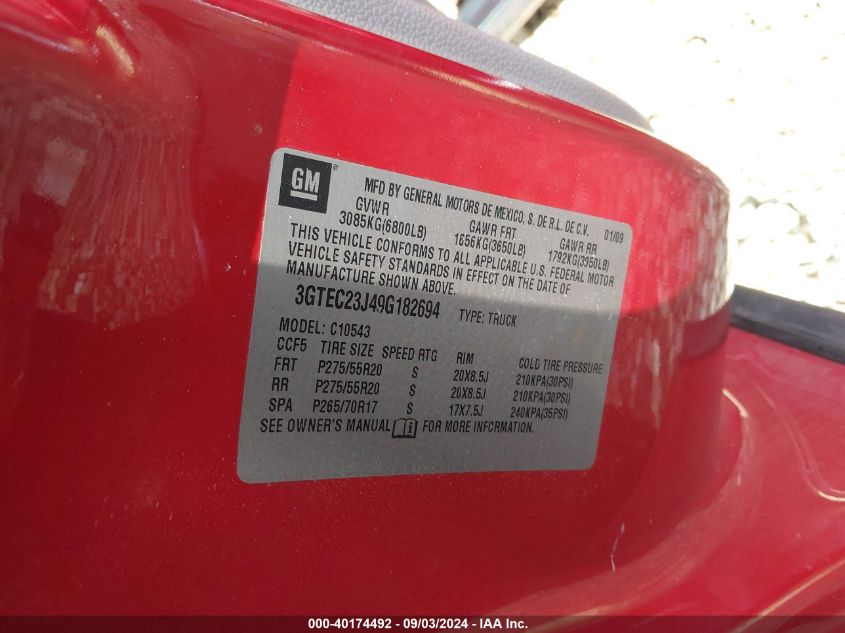 GM
MFD BY GENERAL MOTORS DE MEXICO, S. DE R.L. DE C.V. 01/09
GVWR GAWR FRT GAWR RR
3085KG(6800LB) 1656KG(3650LB) 1792KG(3950LB)
THIS VEHICLE CONFORMS TO ALL APPLICABLE U.S. FEDERAL MOTOR
VEHICLE SAFETY STANDARDS IN EFFECT ON THE DATE OF
MANUFACTURE SHOWN ABOVE.
3GTEC23J49G182694 TYPE: TRUCK
MODEL: C10543
CCF5 TIRE SIZE SPEED RTG RIM COLD TIRE PRESSURE
FRT P275/55R20 S 20X8.5J 210KPA(30PSI)
RR P275/55R20 S 20X8.5J 210KPA(30PSI)
SPA P265/70R17 S 17X7.5J 240KPA(35PSI)
SEE OWNER'S MANUAL FOR MORE INFORMATION.
000-40174492 - 09/03/2024 - IAA Inc.